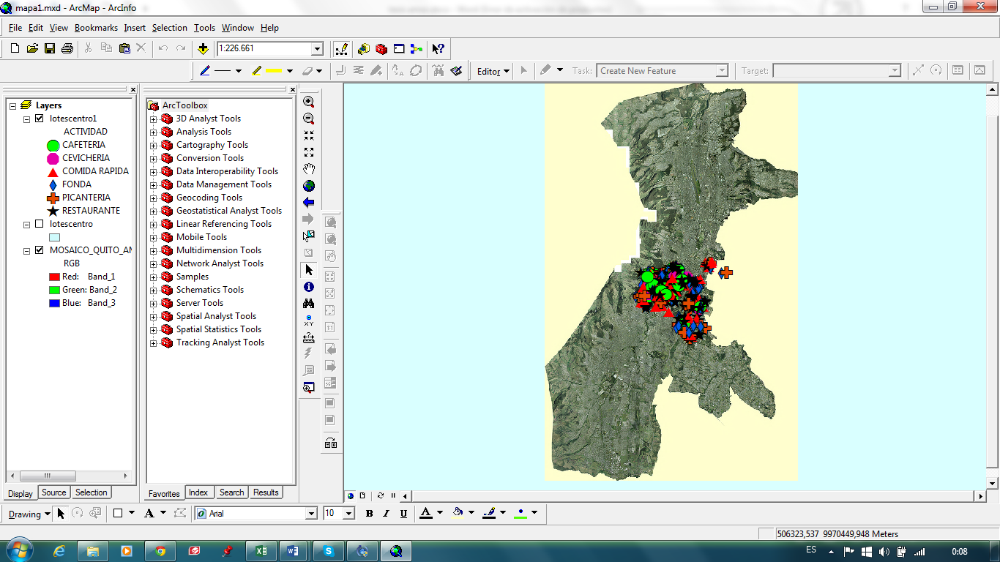 mapa1.mxd - ArcMap - ArcInfo
File Edit View Bookmarks Insert Selection Tools Window Help
1:226.661
Editor Task: Create New Feature Target:
Layers
lotescentro1
ACTIVIDAD
CAFETERIA
CEVICHERIA
COMIDA RAPIDA
FONDA
PICANTERIA
RESTAURANTE
lotescentro
MOSAICO_QUITO_AN
RGB
Red: Band_1
Green: Band_2
Blue: Band_3
Display Source Selection
ArcToolbox
3D Analyst Tools
Analysis Tools
Cartography Tools
Conversion Tools
Data Interoperability Tools
Data Management Tools
Geocoding Tools
Geostatistical Analyst Tools
Linear Referencing Tools
Mobile Tools
Multidimension Tools
Network Analyst Tools
Samples
Schematics Tools
Server Tools
Spatial Analyst Tools
Spatial Statistics Tools
Tracking Analyst Tools
Favorites Index Search Results
XY
1:1
Drawing A Arial 10 B I U A
506323,537 9970449,948 Meters
ES 0:08